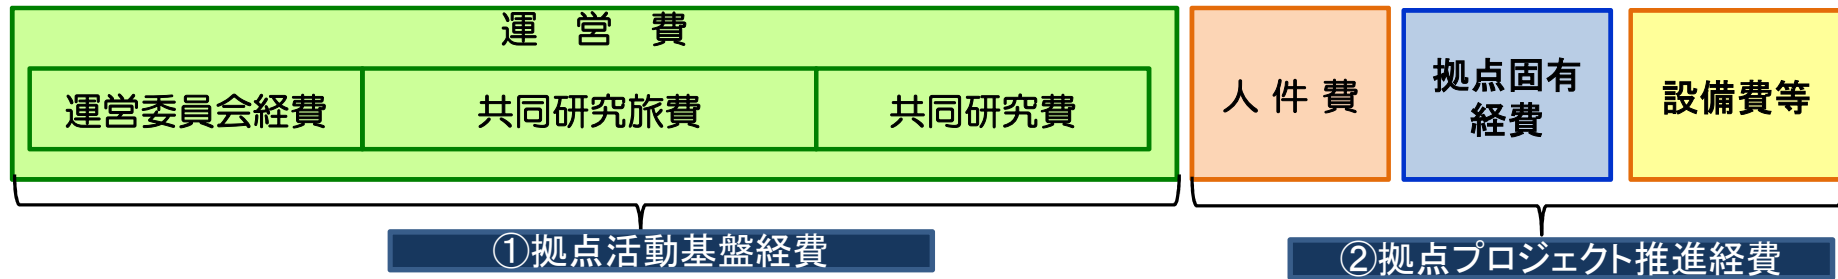 運　営　費
運営委員会経費
共同研究旅費
共同研究費
人 件 費
拠点固有
経費
設備費等
①拠点活動基盤経費
②拠点プロジェクト推進経費